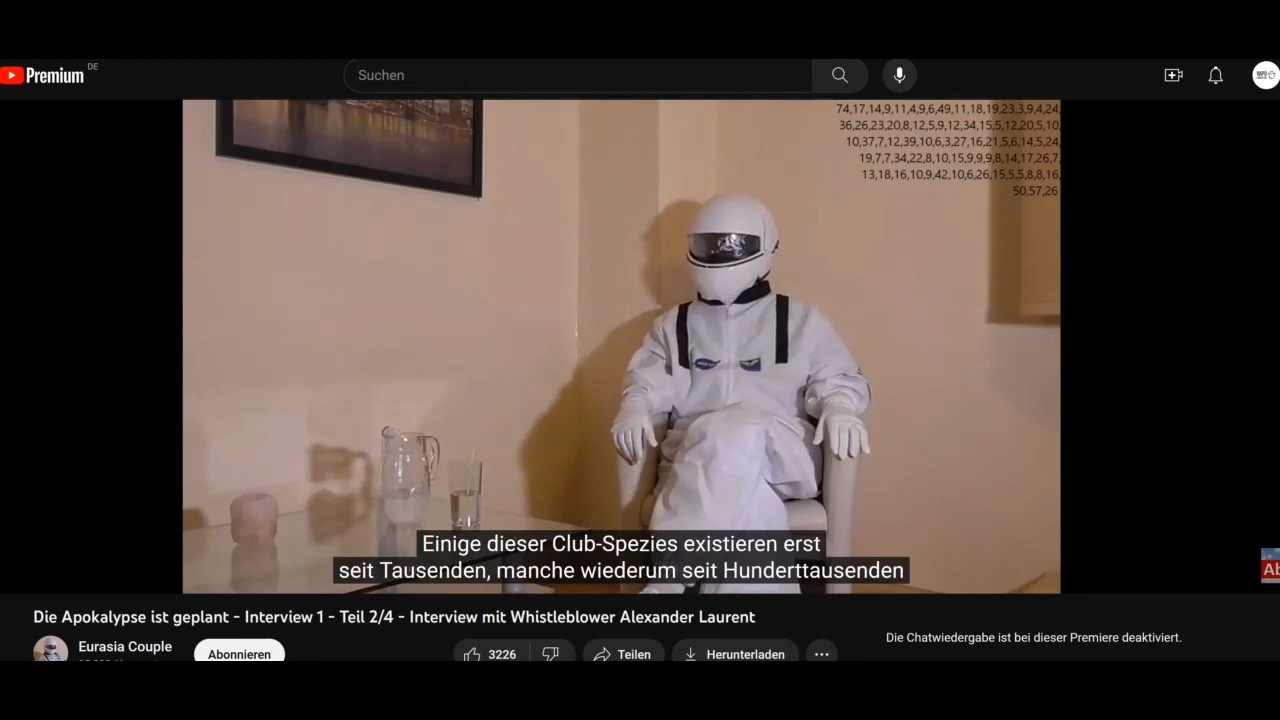 Premium DE
Suchen
74,17,14,9,11,4,9,6,49,11,18,19,23,3,9,4,24,
36,26,23,20,8,12,5,9,12,34,15,5,12,20,5,10,
10,37,7,12,39,10,6,3,27,16,21,5,6,14,5,24,
19,7,7,34,22,8,10,15,9,9,9,8,14,17,26,7,
13,18,16,10,9,42,10,6,26,15,5,5,8,8,16,
50,57,26
Einige dieser Club-Spezies existieren erst
seit Tausenden, manche wiederum seit Hunderttausenden
Ab
Die Apokalypse ist geplant - Interview 1 - Teil 2/4 - Interview mit Whistleblower Alexander Laurent
Die Chatwiedergabe ist bei dieser Premiere deaktiviert.
Eurasia Couple
Abonnieren
3226
Teilen
Herunterladen